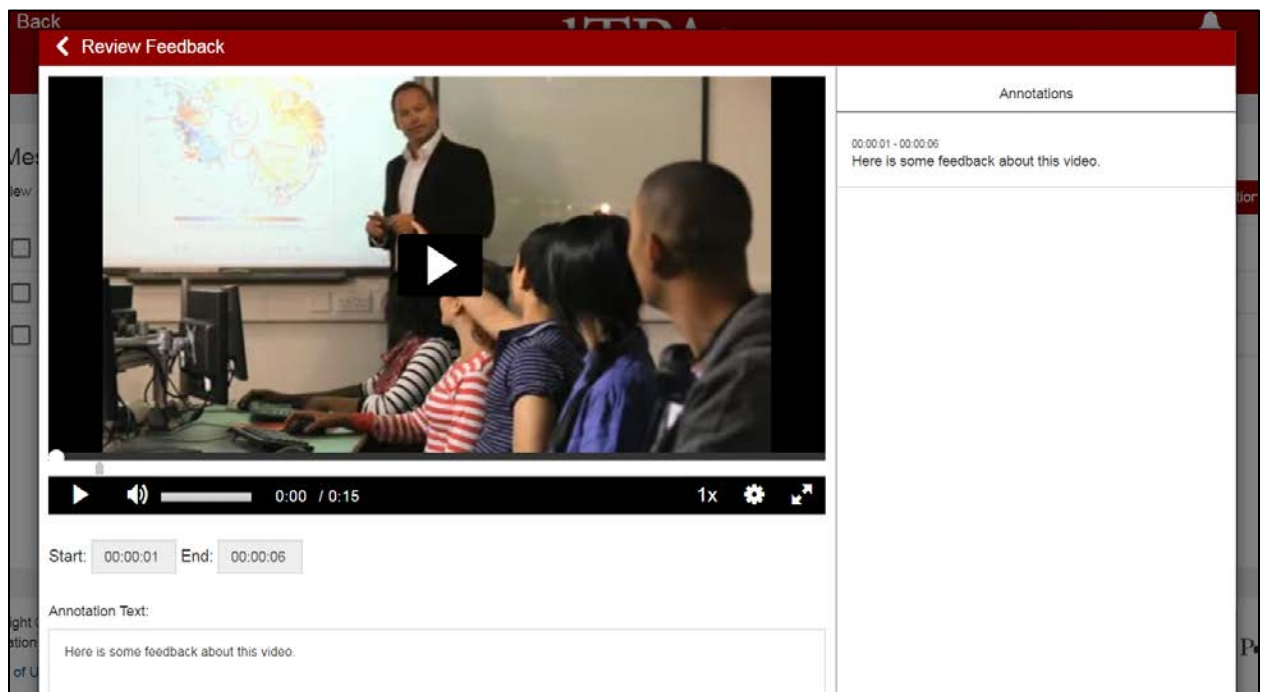 Back
Review Feedback
Annotations
00:00:01 - 00:00:06
Here is some feedback about this video.
0:00 / 0:15
1x
Start: 00:00:01 End: 00:00:06
Annotation Text:
Here is some feedback about this video.
of U